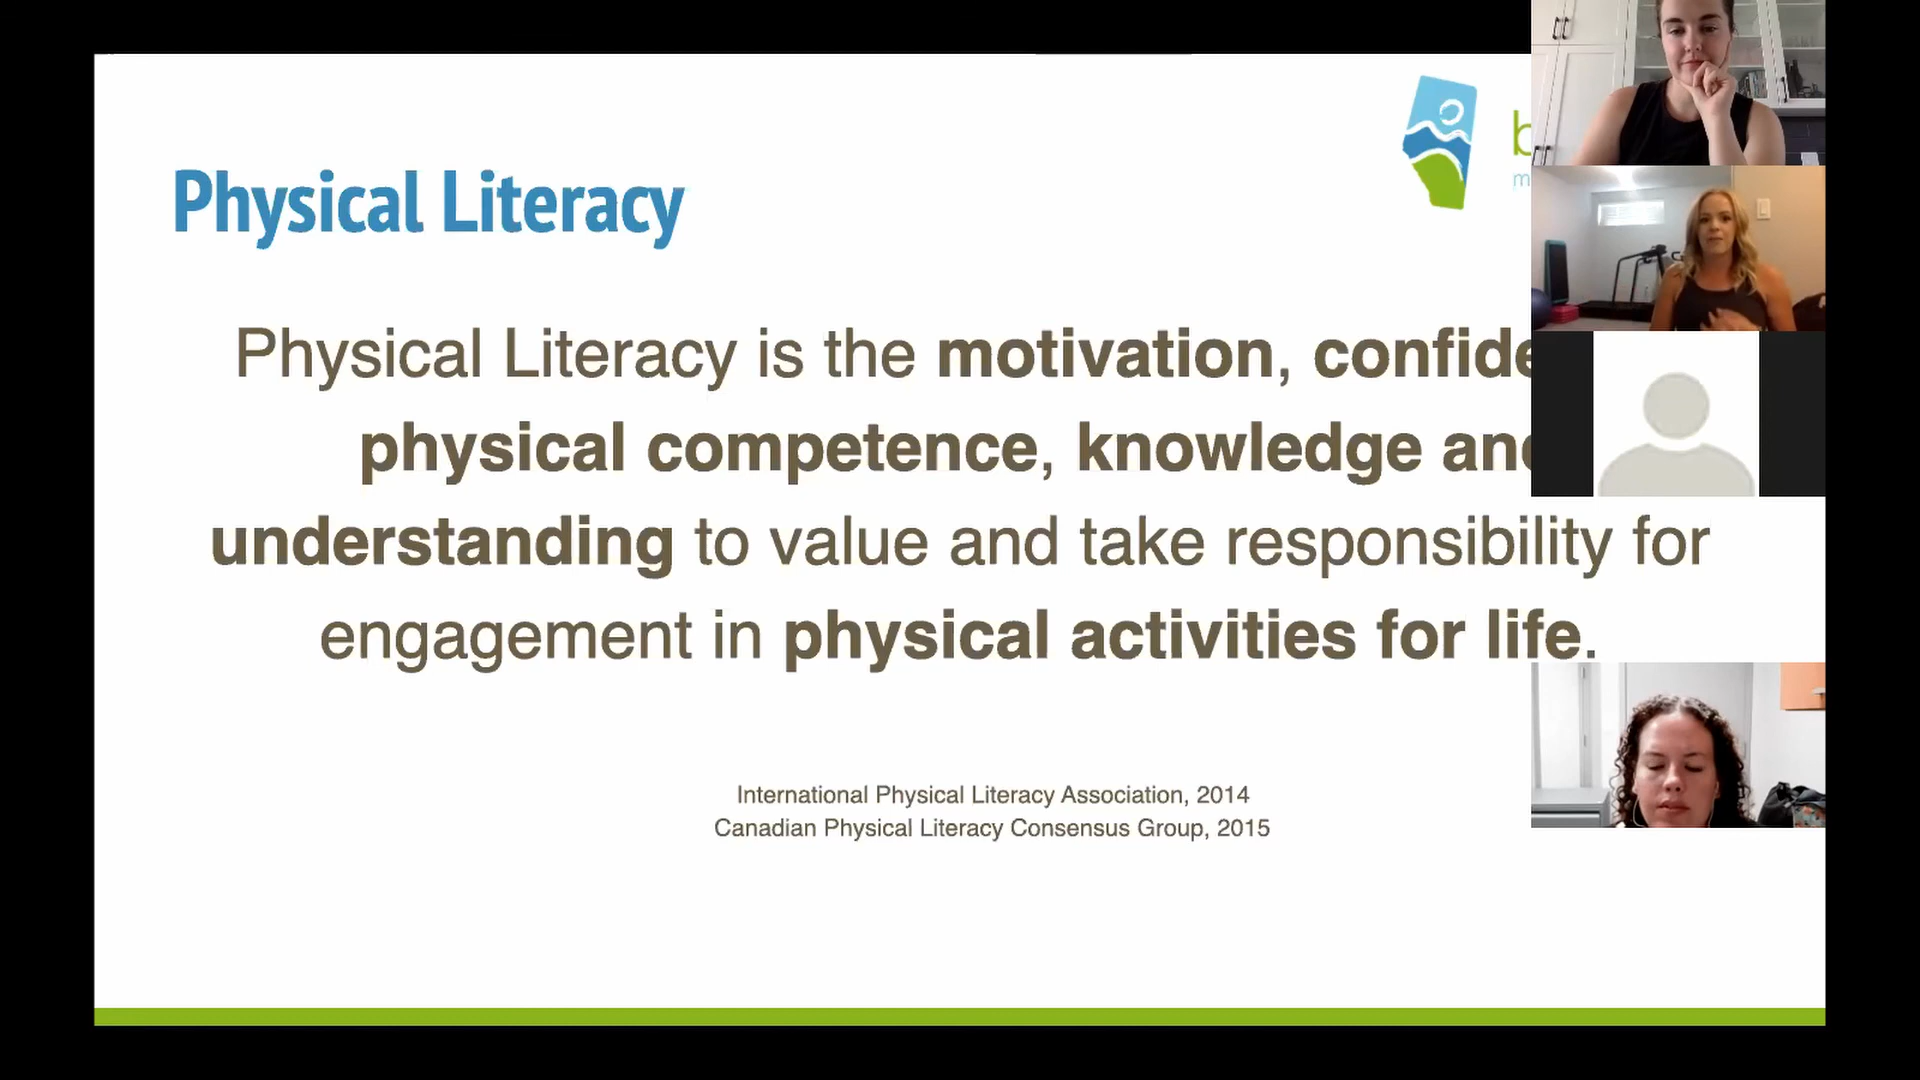 Physical Literacy
Physical Literacy is the motivation, confide
physical competence, knowledge and
understanding to value and take responsibility for
engagement in physical activities for life.
International Physical Literacy Association, 2014
Canadian Physical Literacy Consensus Group, 2015